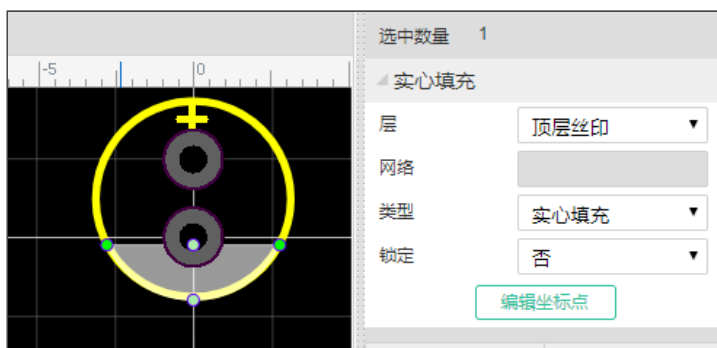 选中数量 1
实心填充
-5 0
层 顶层丝印
网络
类型 实心填充
锁定 否
编辑坐标点